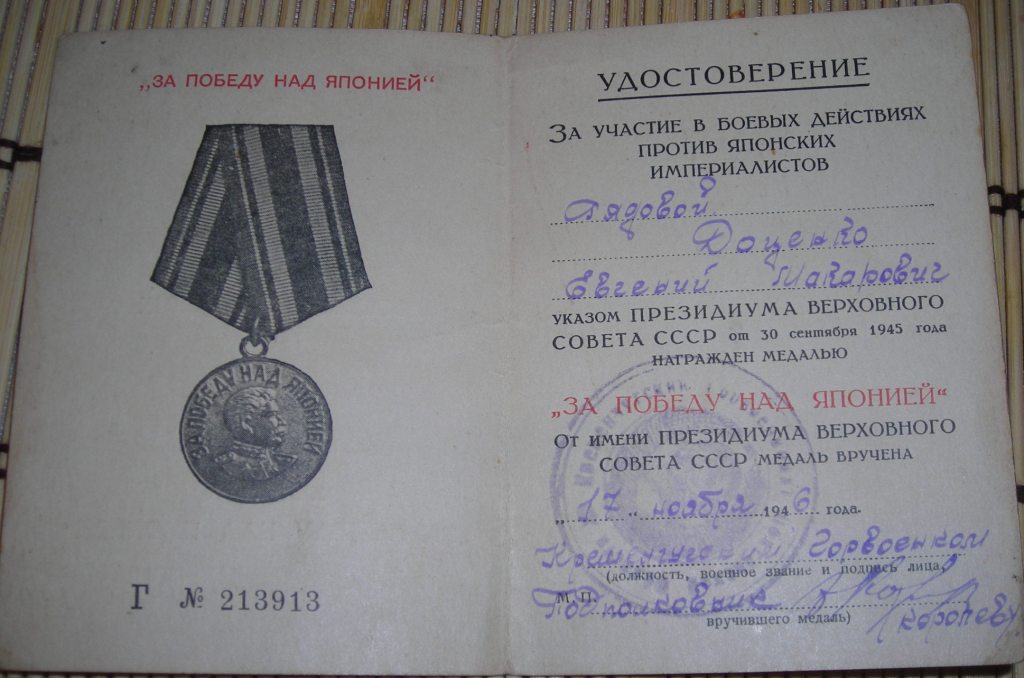 „ЗА ПОБЕДУ НАД ЯПОНИЕЙ“
ЗА ПОБЕДУ НАД ЯПОНИЕЙ
Г № 213913
УДОСТОВЕРЕНИЕ
ЗА УЧАСТИЕ В БОЕВЫХ ДЕЙСТВИЯХ
ПРОТИВ ЯПОНСКИХ
ИМПЕРИАЛИСТОВ
Рядовой
Доценко
Евгений Макарович
УКАЗОМ ПРЕЗИДИУМА ВЕРХОВНОГО
СОВЕТА СССР от 30 сентября 1945 года
НАГРАЖДЕН МЕДАЛЬЮ
„ЗА ПОБЕДУ НАД ЯПОНИЕЙ“
ОТ ИМЕНИ ПРЕЗИДИУМА ВЕРХОВНОГО
СОВЕТА СССР МЕДАЛЬ ВРУЧЕНА
„17“ ноября 1946 года.
Кременчугский Горвоенком
(должность, военное звание и подпись лица,
М. П.
Подполковник
вручившего медаль)